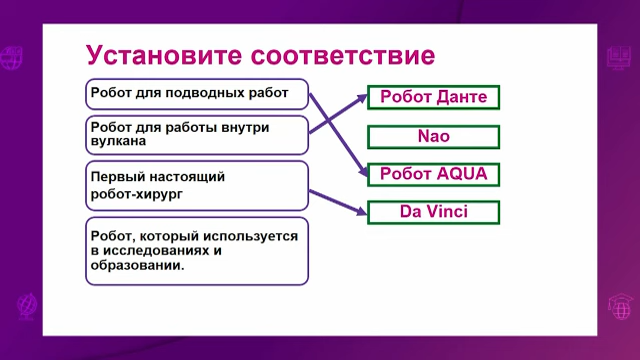 Установите соответствие
Робот для подводных работ
Робот для работы внутри
вулкана
Первый настоящий
робот-хирург
Робот, который используется
в исследованиях и
образовании.
Робот Данте
Nao
Робот AQUA
Da Vinci